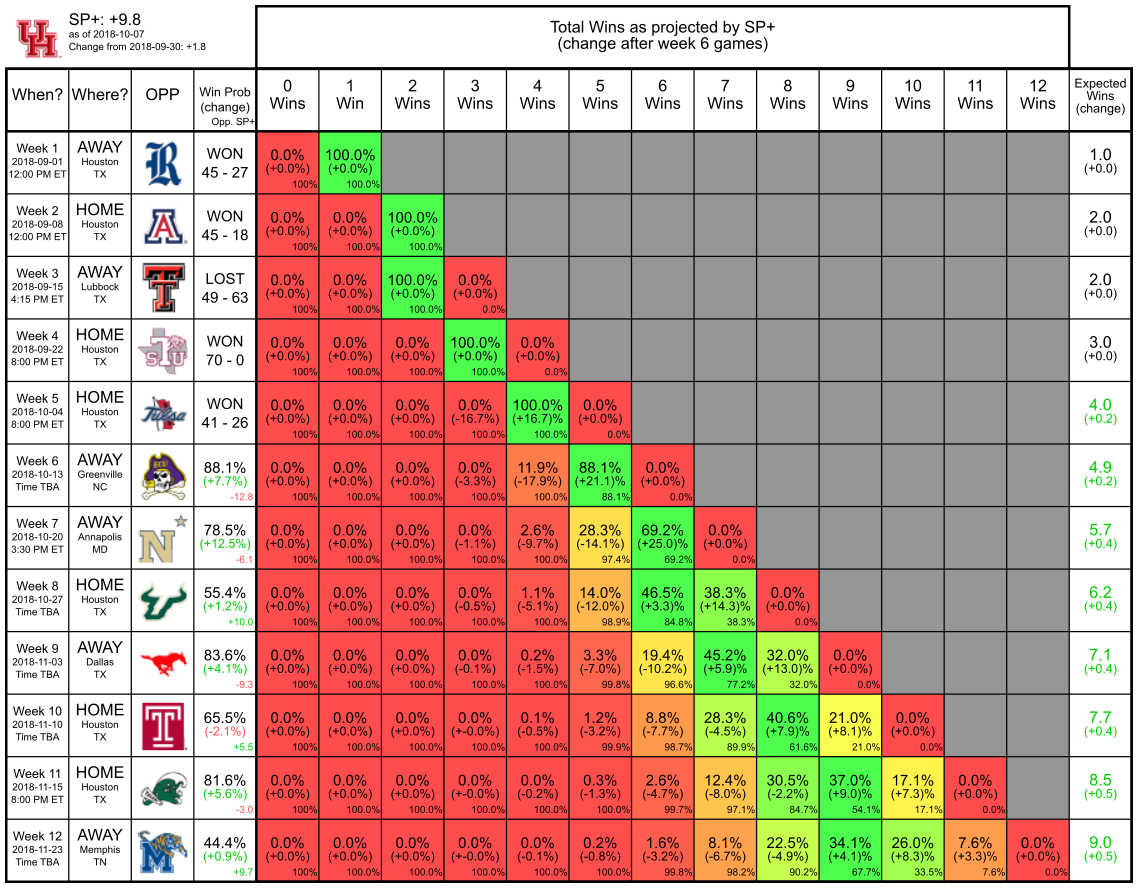 SP+: +9.8
as of 2018-10-07
Change from 2018-09-30: +1.8
Total Wins as projected by SP+
(change after week 6 games)
When? Where? OPP Win Prob (change) Opp. SP+ 0 Wins 1 Win 2 Wins 3 Wins 4 Wins 5 Wins 6 Wins 7 Wins 8 Wins 9 Wins 10 Wins 11 Wins 12 Wins Expected Wins (change)
Week 1 AWAY WON 0.0% 100.0% 1.0
2018-09-01 Houston (+0.0%) (+0.0%) (+0.0)
12:00 PM ET TX 45 - 27 100% 100.0%
Week 2 HOME WON 0.0% 0.0% 100.0% 2.0
2018-09-08 Houston (+0.0%) (+0.0%) (+0.0%) (+0.0)
12:00 PM ET TX 45 - 18 100% 100.0% 100.0%
Week 3 AWAY LOST 0.0% 0.0% 100.0% 0.0% 2.0
2018-09-15 Lubbock (+0.0%) (+0.0%) (+0.0%) (+0.0%) (+0.0)
4:15 PM ET TX 49 - 63 100% 100.0% 100.0% 0.0%
Week 4 HOME WON 0.0% 0.0% 0.0% 100.0% 0.0% 3.0
2018-09-22 Houston (+0.0%) (+0.0%) (+0.0%) (+0.0%) (+0.0%) (+0.0)
8:00 PM ET TX 70 - 0 100% 100.0% 100.0% 100.0% 0.0%
Week 5 HOME WON 0.0% 0.0% 0.0% 0.0% 100.0% 0.0% 4.0
2018-10-04 Houston (+0.0%) (+0.0%) (+0.0%) (-16.7%) (+16.7)% (+0.0%) (+0.2)
8:00 PM ET TX Tulsa 41 - 26 100% 100.0% 100.0% 100.0% 100.0% 0.0%
Week 6 AWAY ECU 88.1% 0.0% 0.0% 0.0% 0.0% 11.9% 88.1% 0.0% 4.9
2018-10-13 Greenville (+7.7%) (+0.0%) (+0.0%) (+0.0%) (-3.3%) (-17.9%) (+21.1)% (+0.0%) (+0.2)
Time TBA NC -12.8 100% 100.0% 100.0% 100.0% 100.0% 88.1% 0.0%
Week 7 AWAY N 78.5% 0.0% 0.0% 0.0% 0.0% 2.6% 28.3% 69.2% 0.0% 5.7
2018-10-20 Annapolis (+12.5%) (+0.0%) (+0.0%) (+0.0%) (-1.1%) (-9.7%) (-14.1%) (+25.0)% (+0.0%) (+0.4)
3:30 PM ET MD -6.1 100% 100.0% 100.0% 100.0% 100.0% 97.4% 69.2% 0.0%
Week 8 HOME 55.4% 0.0% 0.0% 0.0% 0.0% 1.1% 14.0% 46.5% 38.3% 0.0% 6.2
2018-10-27 Houston (+1.2%) (+0.0%) (+0.0%) (+0.0%) (-0.5%) (-5.1%) (-12.0%) (+3.3)% (+14.3)% (+0.0%) (+0.4)
Time TBA TX +10.0 100% 100.0% 100.0% 100.0% 100.0% 98.9% 84.8% 38.3% 0.0%
Week 9 AWAY 83.6% 0.0% 0.0% 0.0% 0.0% 0.2% 3.3% 19.4% 45.2% 32.0% 0.0% 7.1
2018-11-03 Dallas (+4.1%) (+0.0%) (+0.0%) (+0.0%) (-0.1%) (-1.5%) (-7.0%) (-10.2%) (+5.9)% (+13.0)% (+0.0%) (+0.4)
Time TBA TX -9.3 100% 100.0% 100.0% 100.0% 100.0% 99.8% 96.6% 77.2% 32.0% 0.0%
Week 10 HOME T 65.5% 0.0% 0.0% 0.0% 0.0% 0.1% 1.2% 8.8% 28.3% 40.6% 21.0% 0.0% 7.7
2018-11-10 Houston (-2.1%) (+0.0%) (+0.0%) (+0.0%) (+-0.0%) (-0.5%) (-3.2%) (-7.7%) (-4.5%) (+7.9)% (+8.1%) (+0.0%) (+0.4)
Time TBA TX +5.5 100% 100.0% 100.0% 100.0% 100.0% 99.9% 98.7% 89.9% 61.6% 21.0% 0.0%
Week 11 HOME 81.6% 0.0% 0.0% 0.0% 0.0% 0.0% 0.3% 2.6% 12.4% 30.5% 37.0% 17.1% 0.0% 8.5
2018-11-15 Houston (+5.6%) (+0.0%) (+0.0%) (+0.0%) (+-0.0%) (-0.2%) (-1.3%) (-4.7%) (-8.0%) (-2.2%) (+9.0)% (+7.3)% (+0.0%) (+0.5)
8:00 PM ET TX -3.0 100% 100.0% 100.0% 100.0% 100.0% 100.0% 99.7% 97.1% 84.7% 54.1% 17.1% 0.0%
Week 12 AWAY M 44.4% 0.0% 0.0% 0.0% 0.0% 0.0% 0.2% 1.6% 8.1% 22.5% 34.1% 26.0% 7.6% 0.0% 9.0
2018-11-23 Memphis (+0.9%) (+0.0%) (+0.0%) (+0.0%) (+-0.0%) (-0.1%) (-0.8%) (-3.2%) (-6.7%) (-4.9%) (+4.1%) (+8.3)% (+3.3)% (+0.0%) (+0.5)
Time TBA TN +9.7 100% 100.0% 100.0% 100.0% 100.0% 100.0% 99.8% 98.2% 90.2% 67.7% 33.5% 7.6% 0.0%